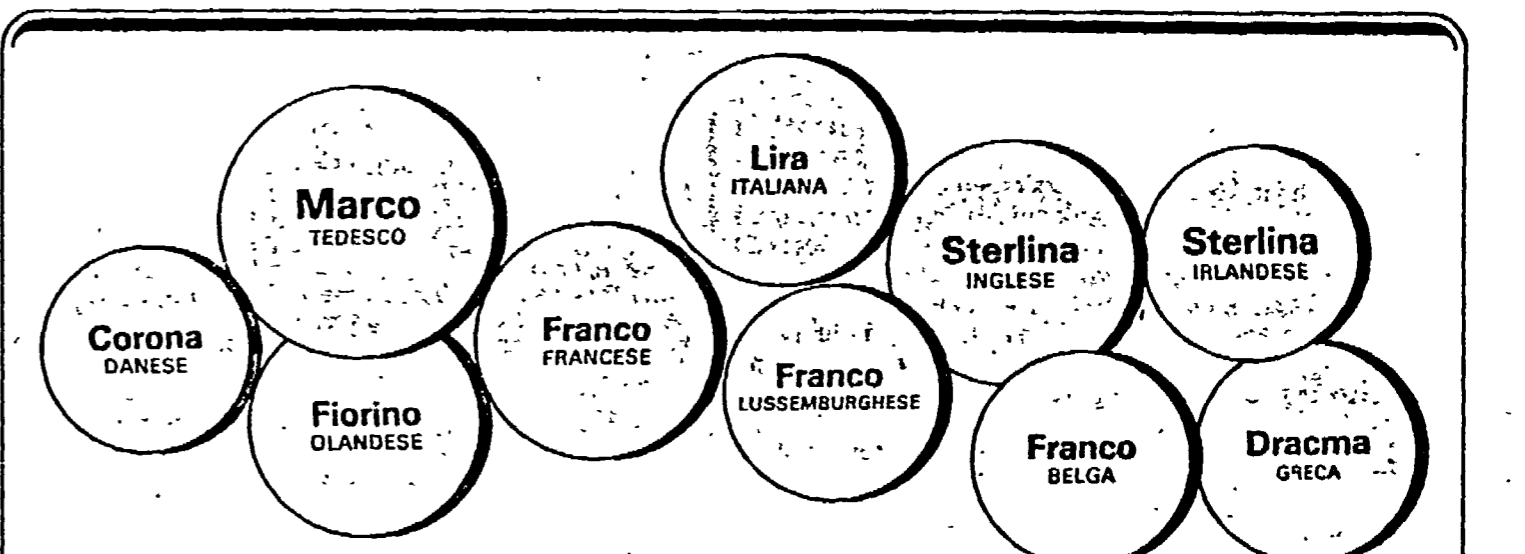 Lira
ITALIANA
Marco
TEDESCO
Sterlina
INGLESE
Sterlina
IRLANDESE
Corona
DANESE
Franco
FRANCESE
Franco
LUSSEMBURGHESE
Fiorino
OLANDESE
Franco
BELGA
Dracma
GRECA